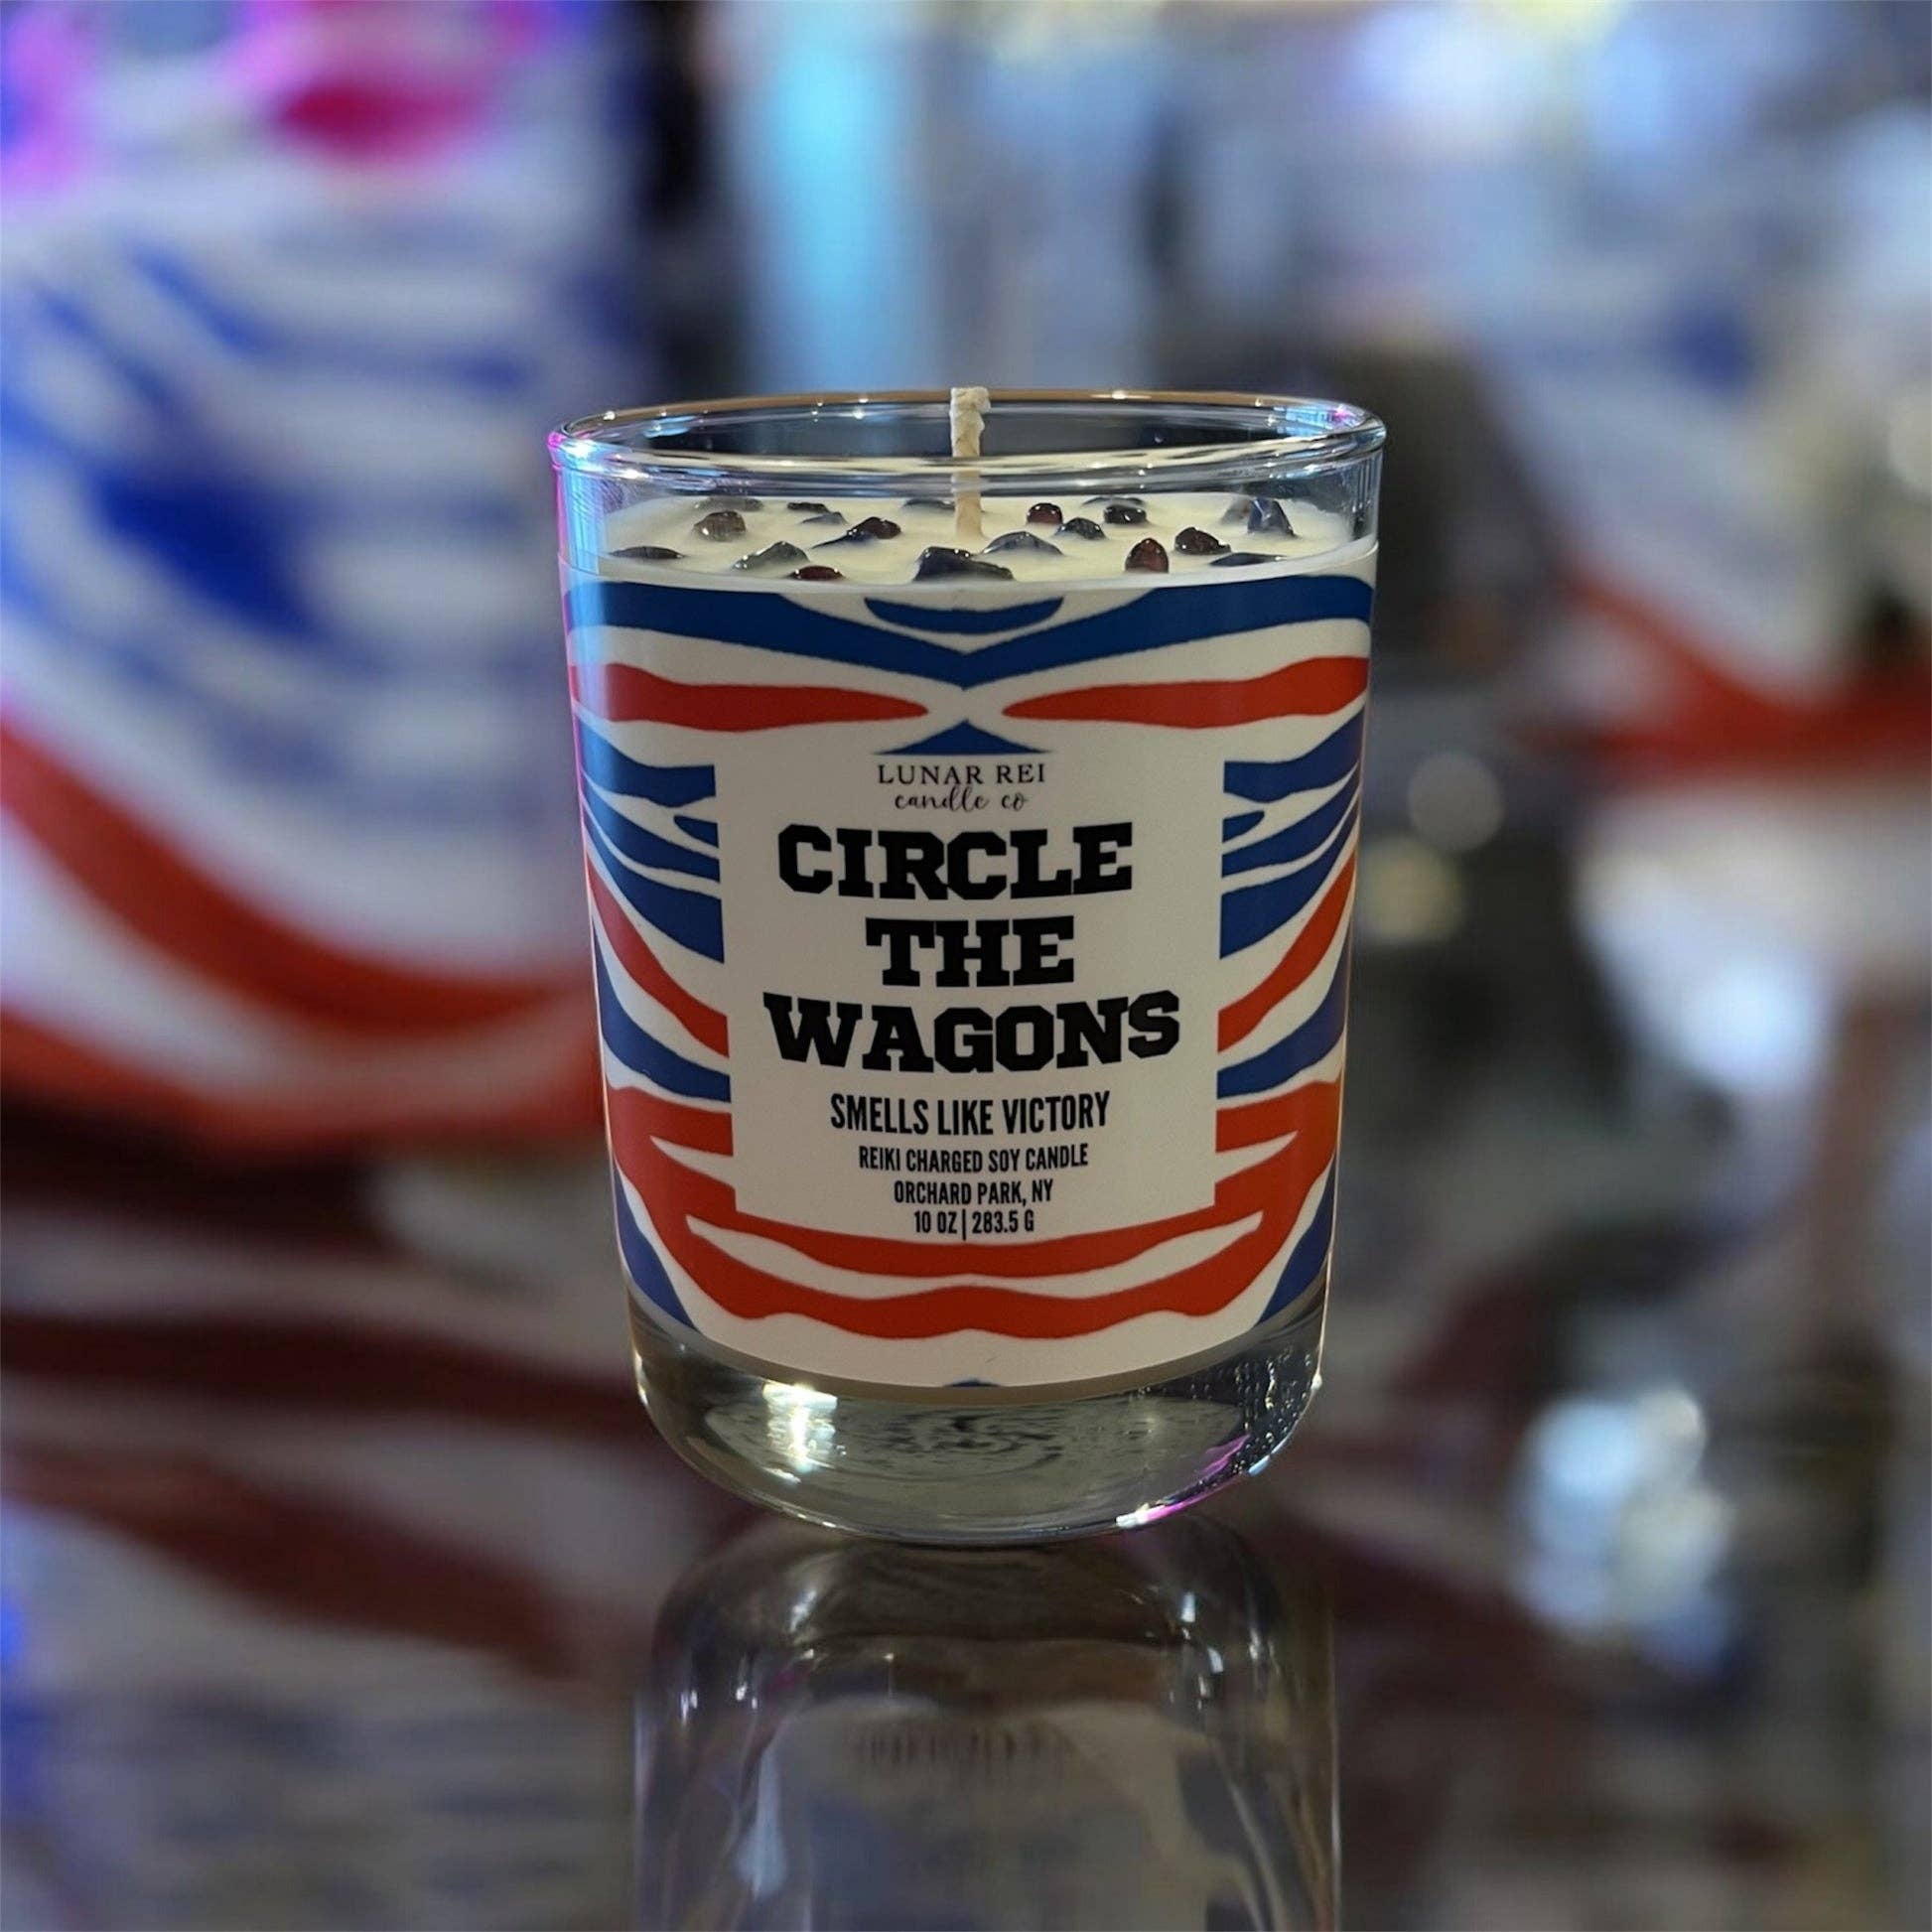 LUNAR REI
candle co
CIRCLE
THE
WAGONS
SMELLS LIKE VICTORY
REIKI CHARGED SOY CANDLE
ORCHARD PARK, NY
10 OZ | 283.5 G